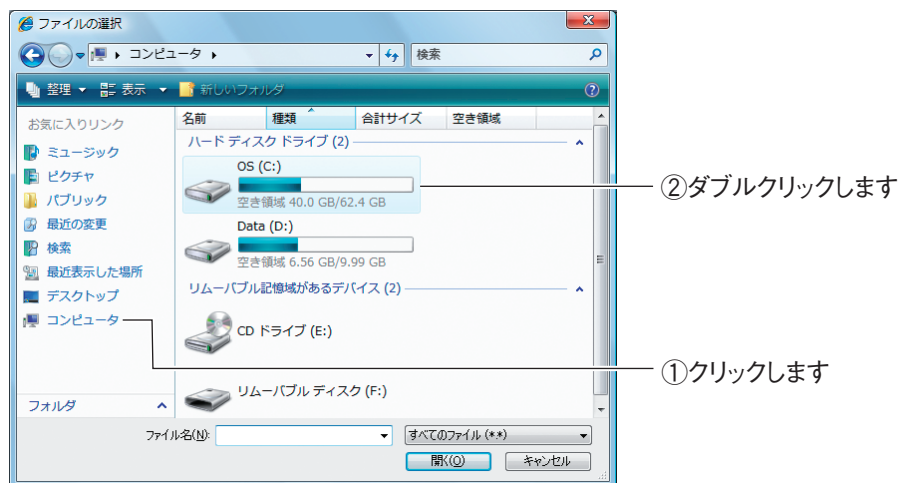 ファイルの選択
コンピュータ
検索
整理 表示 新しいフォルダ
お気に入りリンク
ミュージック
ピクチャ
パブリック
最近の変更
検索
最近表示した場所
デスクトップ
コンピュータ
フォルダ
名前 種類 合計サイズ 空き領域
ハード ディスク ドライブ (2)
OS (C:)
空き領域 40.0 GB/62.4 GB
Data (D:)
空き領域 6.56 GB/9.99 GB
リムーバブル記憶域があるデバイス (2)
CD ドライブ (E:)
リムーバブル ディスク (F:)
ファイル名(N):
すべてのファイル (*.*)
開く(O) キャンセル
②ダブルクリックします
①クリックします